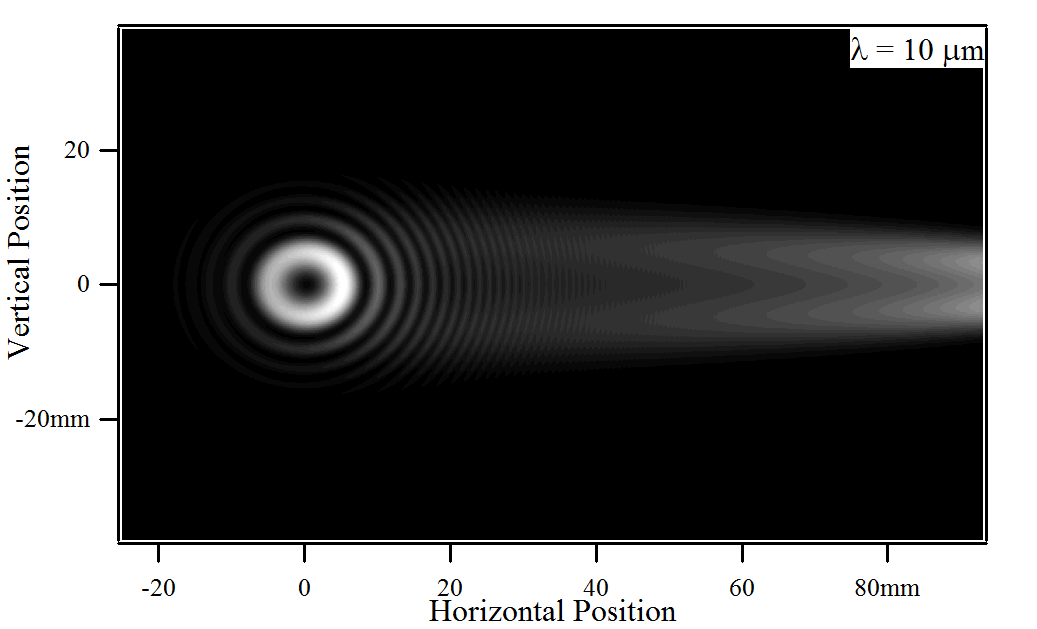 λ = 10 μm
Vertical Position
20
0
-20mm
-20
0
20
40
60
80mm
Horizontal Position